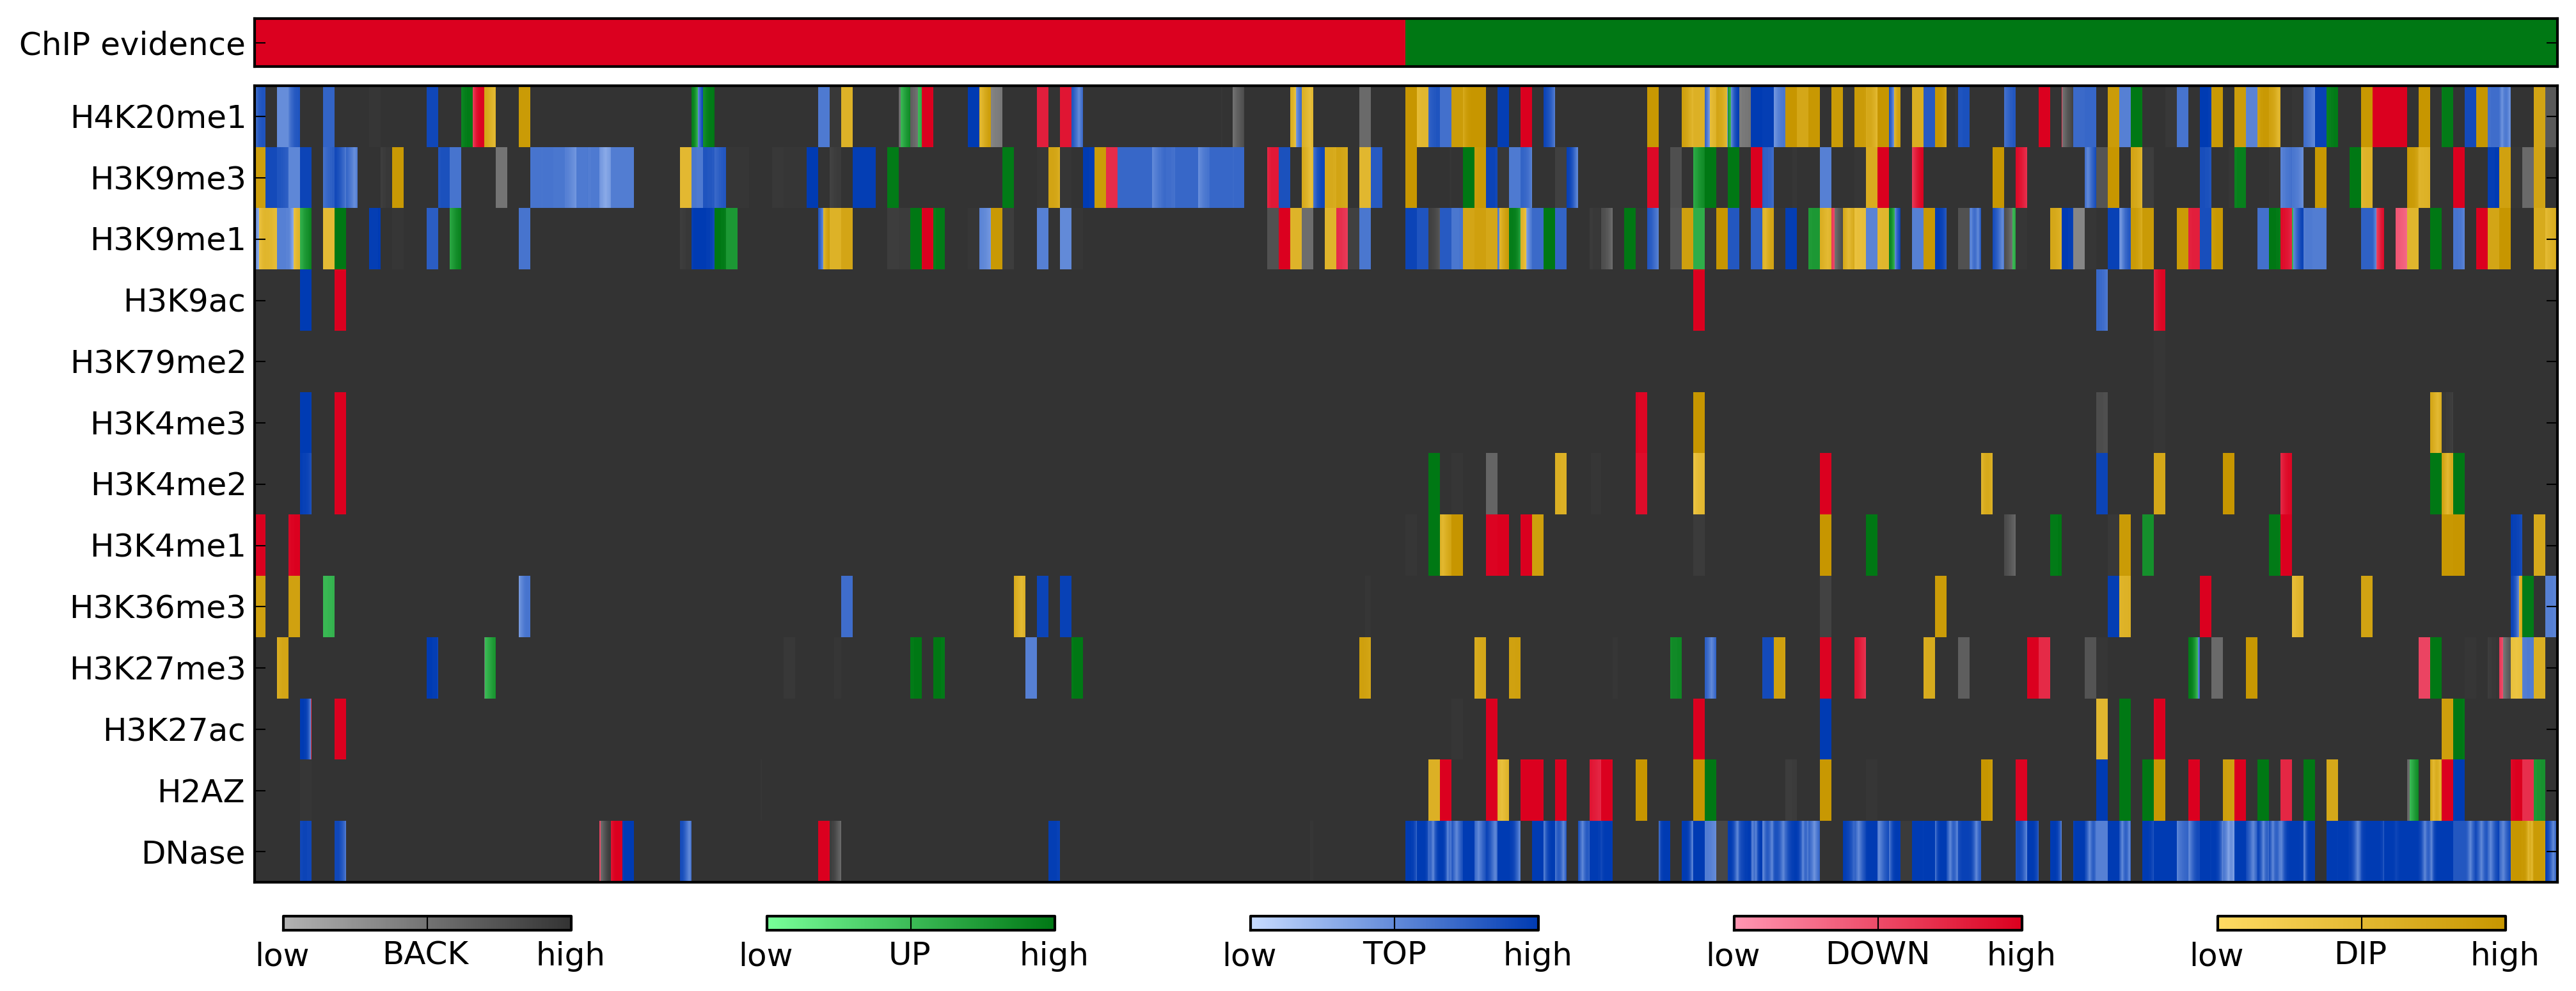 ChIP evidence
H4K20me1
H3K9me3
H3K9me1
H3K9ac
H3K79me2
H3K4me3
H3K4me2
H3K4me1
H3K36me3
H3K27me3
H3K27ac
H2AZ
DNase
low BACK high low UP high low TOP high low DOWN high low DIP high